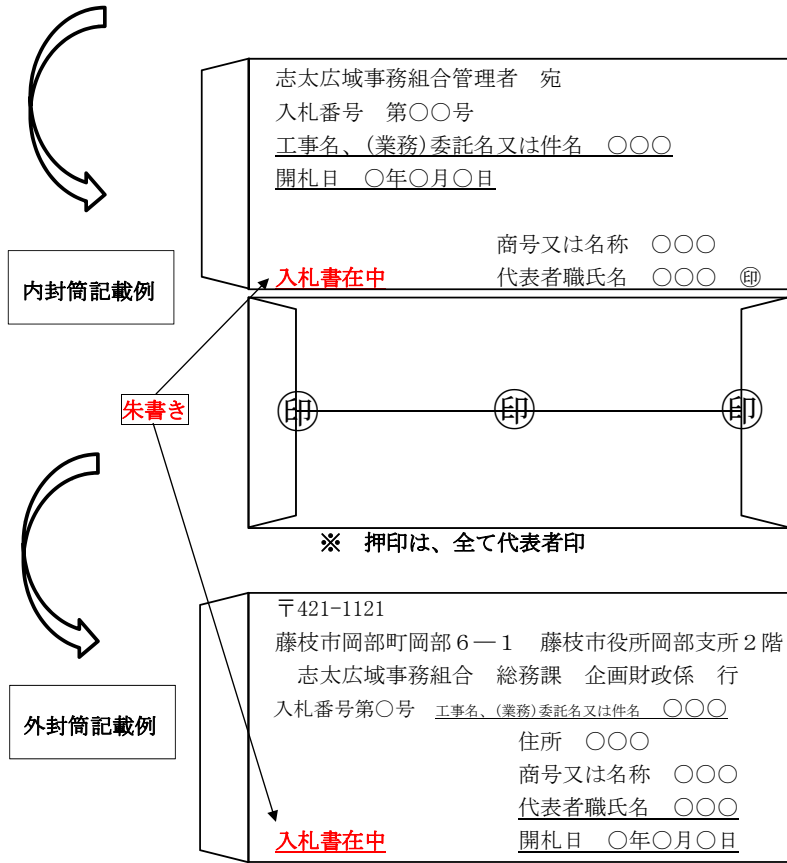 志太広域事務組合管理者　宛
入札番号　第○○号
工事名、(業務)委託名又は件名　○○○
開札日　○年○月○日
商号又は名称　○○○
入札書在中　代表者職氏名　○○○　㊞
内封筒記載例
朱書き
㊞　㊞　㊞
※　押印は、全て代表者印
〒421-1121
藤枝市岡部町岡部６―１　藤枝市役所岡部支所２階
志太広域事務組合　総務課　企画財政係　行
入札番号第○号　工事名、(業務)委託名又は件名　○○○
外封筒記載例
住所　○○○
商号又は名称　○○○
代表者職氏名　○○○
入札書在中　開札日　○年○月○日